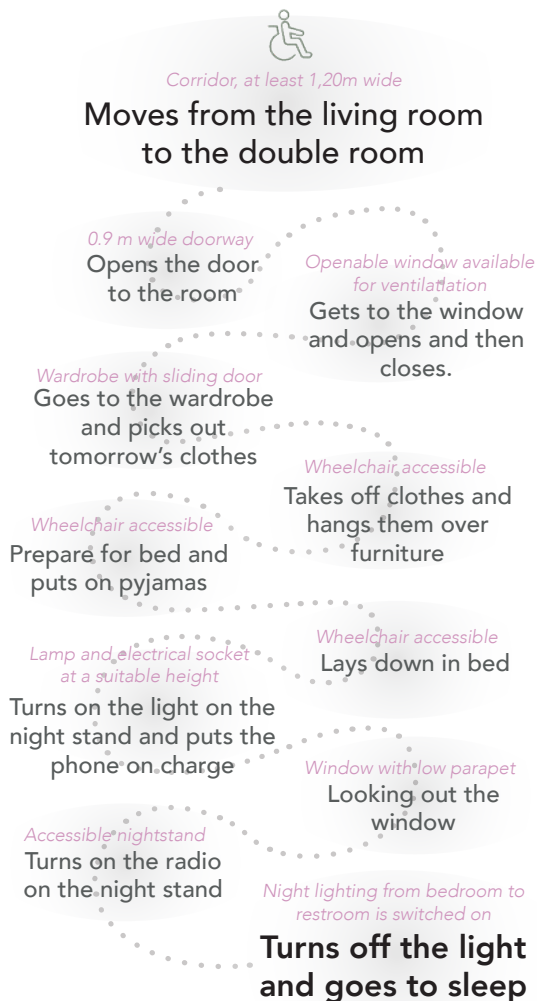 Corridor, at least 1,20m wide
Moves from the living room
to the double room
0.9 m wide doorway
Opens the door
to the room
Openable window available
for ventilatlation
Gets to the window
and opens and then
closes.
Wardrobe with sliding door
Goes to the wardrobe
and picks out
tomorrow's clothes
Wheelchair accessible
Takes off clothes and
hangs them over
furniture
Wheelchair accessible
Prepare for bed and
puts on pyjamas
Wheelchair accessible
Lays down in bed
Lamp and electrical socket
at a suitable height
Turns on the light on the
night stand and puts the
phone on charge
Window with low parapet
Looking out the
window
Accessible nightstand
Turns on the radio
on the night stand
Night lighting from bedroom to
restroom is switched on
Turns off the light
and goes to sleep